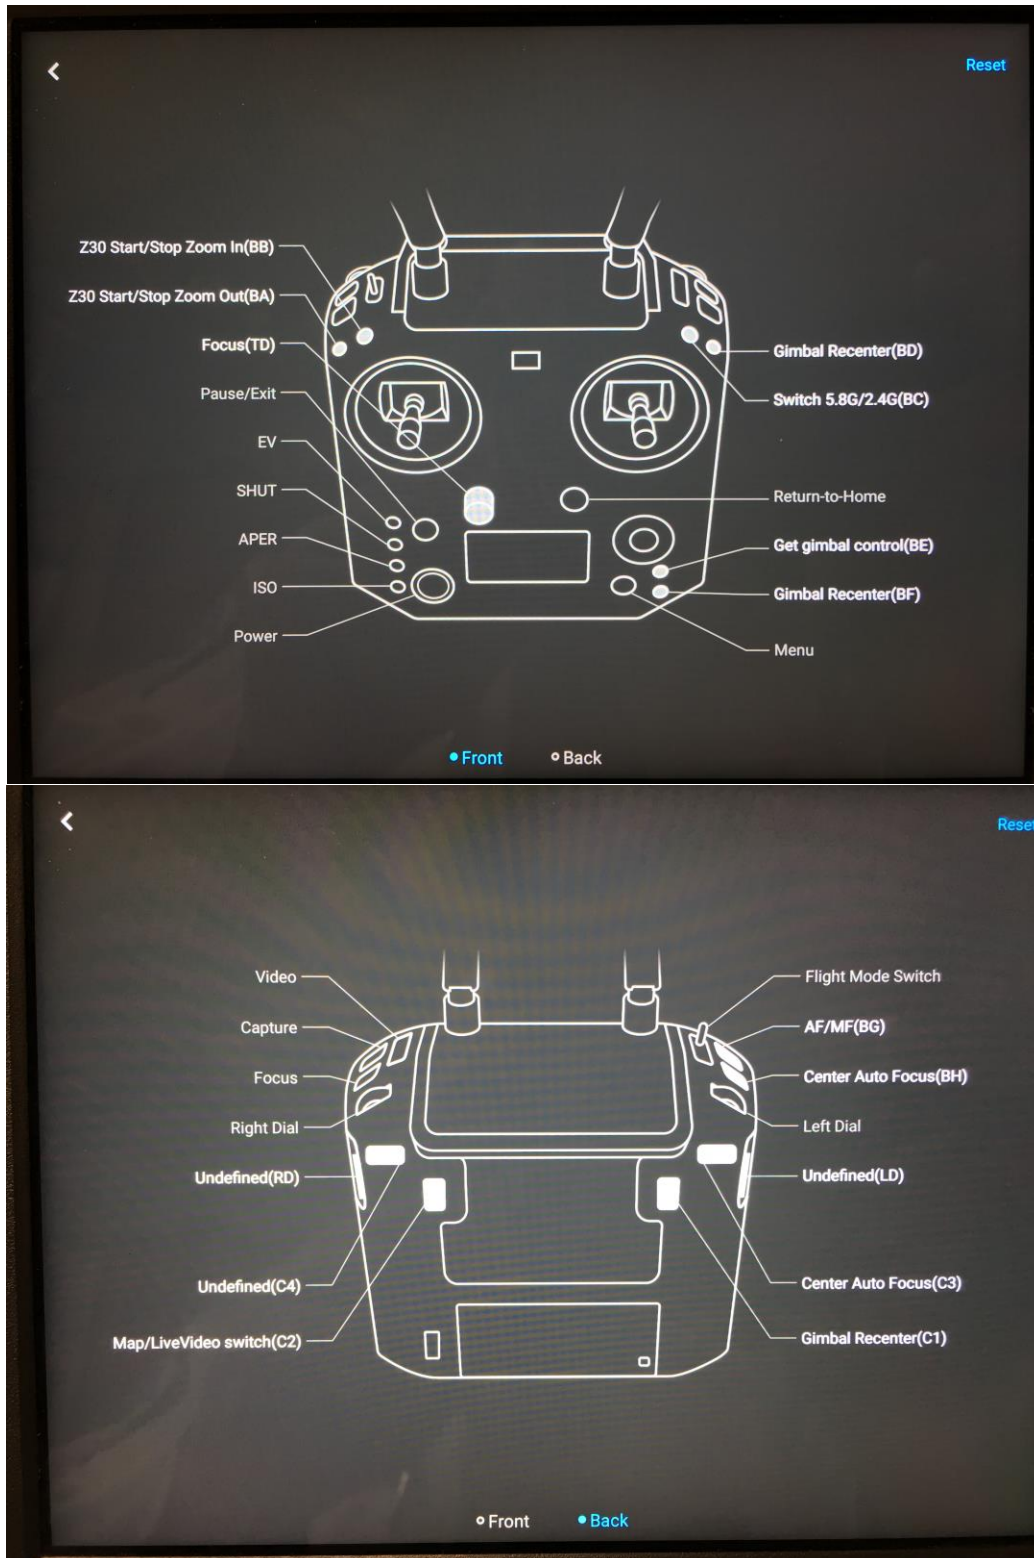 Reset
Z30 Start/Stop Zoom In(BB)
Z30 Start/Stop Zoom Out(BA)
Focus(TD)
Pause/Exit
EV
SHUT
APER
ISO
Power
Gimbal Recenter(BD)
Switch 5.8G/2.4G(BC)
Return-to-Home
Get gimbal control(BE)
Gimbal Recenter(BF)
Menu
Front
Back
Reset
Video
Capture
Focus
Right Dial
Undefined(RD)
Undefined(C4)
Map/LiveVideo switch(C2)
Flight Mode Switch
AF/MF(BG)
Center Auto Focus(BH)
Left Dial
Undefined(LD)
Center Auto Focus(C3)
Gimbal Recenter(C1)
Front
Back